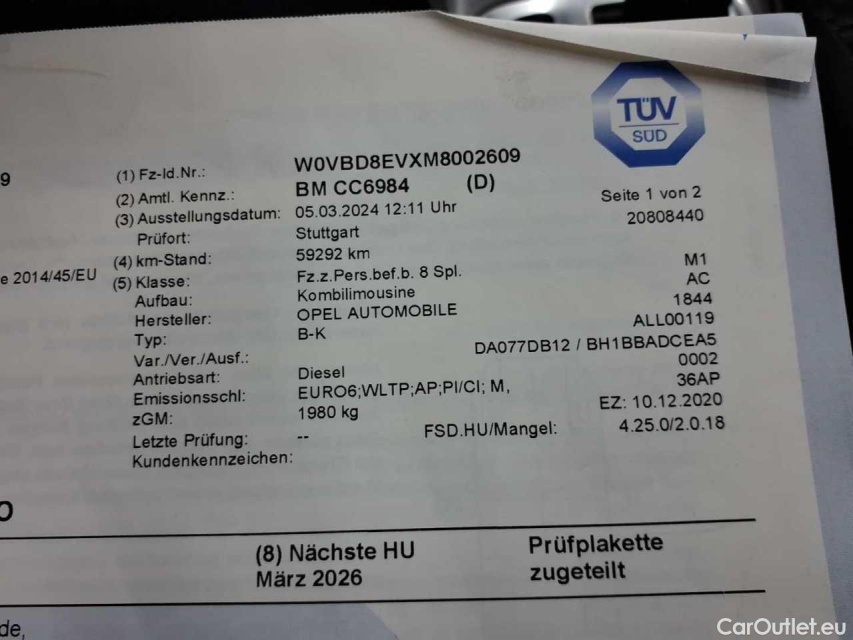 TÜV
SÜD
9
(1) Fz-Id.Nr.: W0VBD8EVXM8002609
(2) Amtl. Kennz.: BM CC6984 (D)
Seite 1 von 2
(3) Ausstellungsdatum: 05.03.2024 12:11 Uhr
20808440
Prüfort: Stuttgart
(4) km-Stand: 59292 km
e 2014/45/EU
(5) Klasse: Fz.z.Pers.bef.b. 8 Spl. M1
Aufbau: Kombilimousine AC
Hersteller: OPEL AUTOMOBILE 1844
Typ: B-K ALL00119
Var./Ver./Ausf.: DA077DB12 / BH1BBADCEA5
Antriebsart: Diesel 0002
Emissionsschl: EURO6;WLTP;AP;PI/CI; M, 36AP
zGM: 1980 kg EZ: 10.12.2020
Letzte Prüfung: -- FSD.HU/Mangel: 4.25.0/2.0.18
Kundenkennzeichen:
O
(8) Nächste HU Prüfplakette
März 2026 zugeteilt
de,
CarOutlet.eu